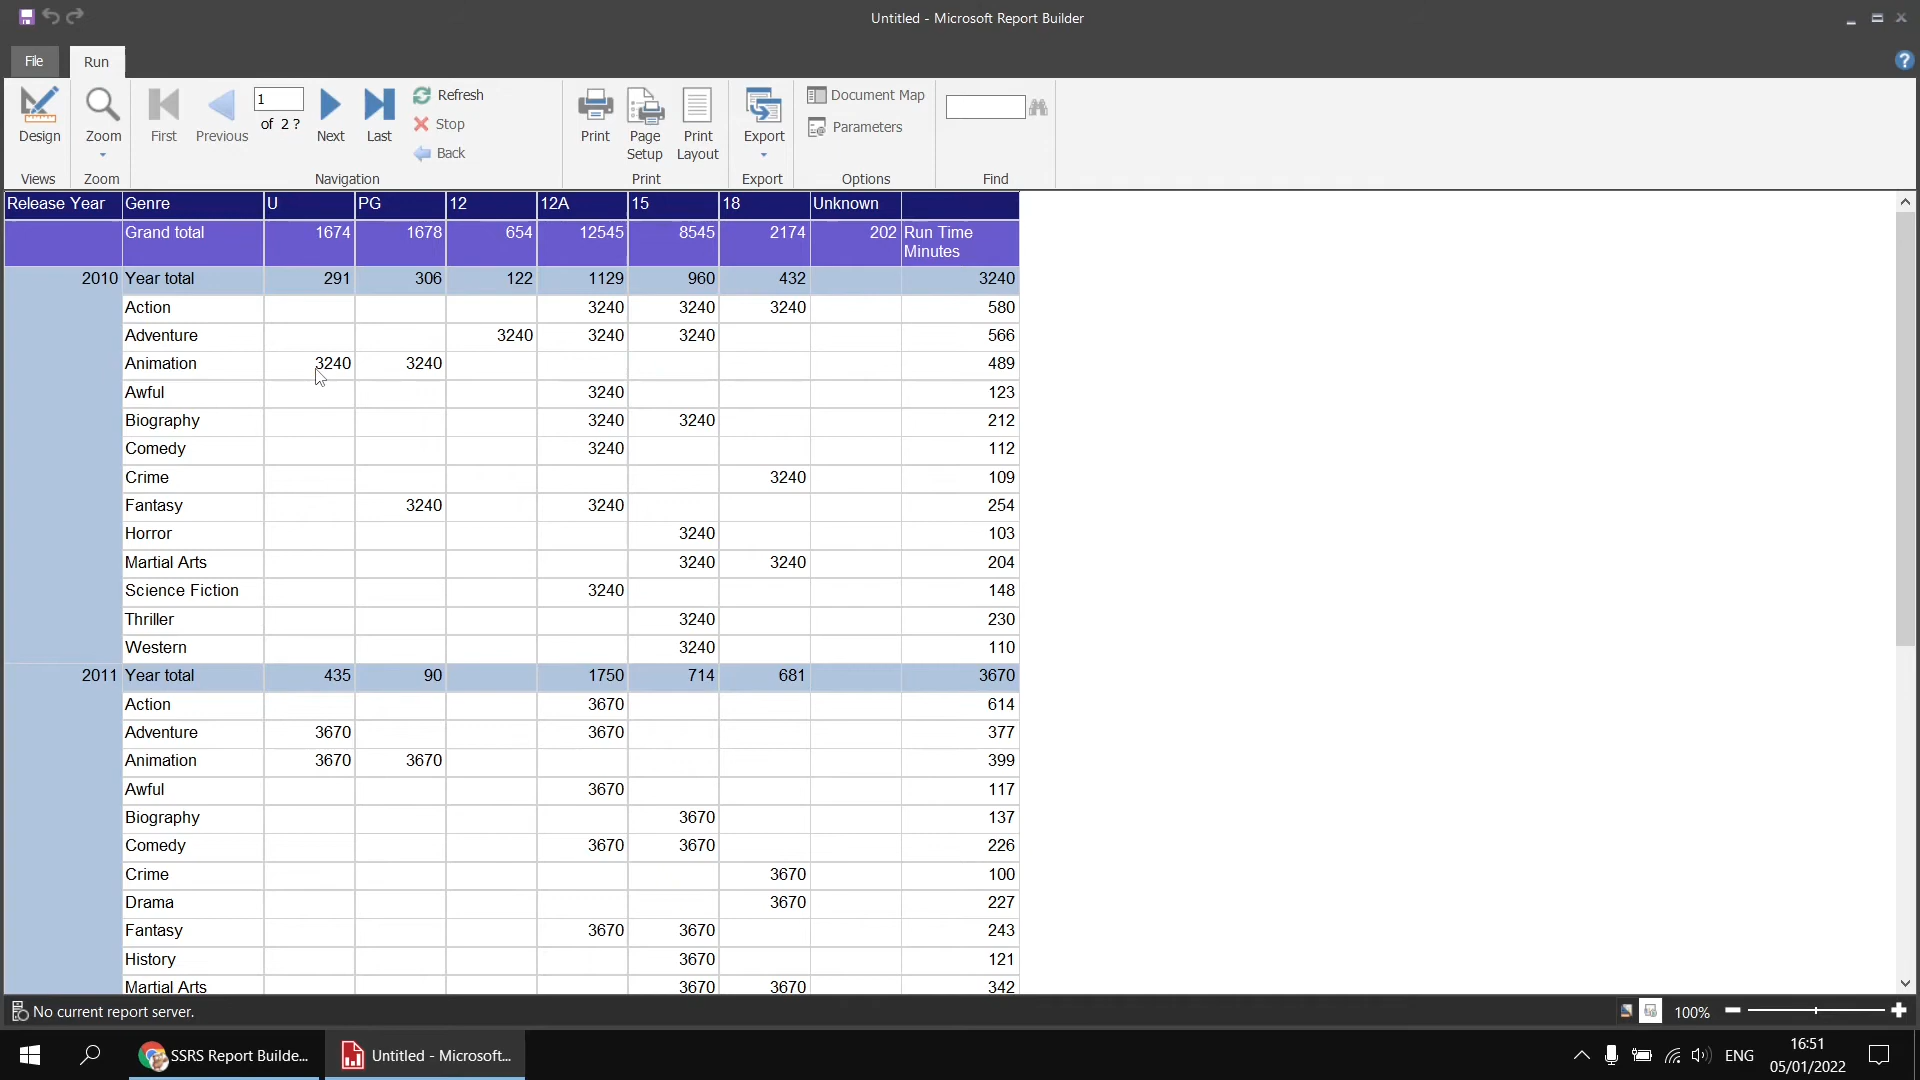 Untitled - Microsoft Report Builder
File Run
Design
Zoom
First
Previous
1
of 2 ?
Next
Last
Refresh
Stop
Back
Print
Page Setup
Print Layout
Export
Document Map
Parameters
Views Zoom Navigation Print Export Options Find
Release Year Genre U PG 12 12A 15 18 Unknown
Grand total 1674 1678 654 12545 8545 2174 202 Run Time Minutes
2010 Year total 291 306 122 1129 960 432 3240
Action 3240 3240 3240 580
Adventure 3240 3240 3240 566
Animation 3240 3240 489
Awful 3240 123
Biography 3240 3240 212
Comedy 3240 112
Crime 3240 109
Fantasy 3240 3240 254
Horror 3240 103
Martial Arts 3240 3240 204
Science Fiction 3240 148
Thriller 3240 230
Western 3240 110
2011 Year total 435 90 1750 714 681 3670
Action 3670 614
Adventure 3670 3670 377
Animation 3670 3670 399
Awful 3670 117
Biography 3670 137
Comedy 3670 3670 226
Crime 3670 100
Drama 3670 227
Fantasy 3670 3670 243
History 3670 121
Martial Arts 3670 3670 342
No current report server.
100%
SSRS Report Builde...
Untitled - Microsoft...
ENG
16:51
05/01/2022